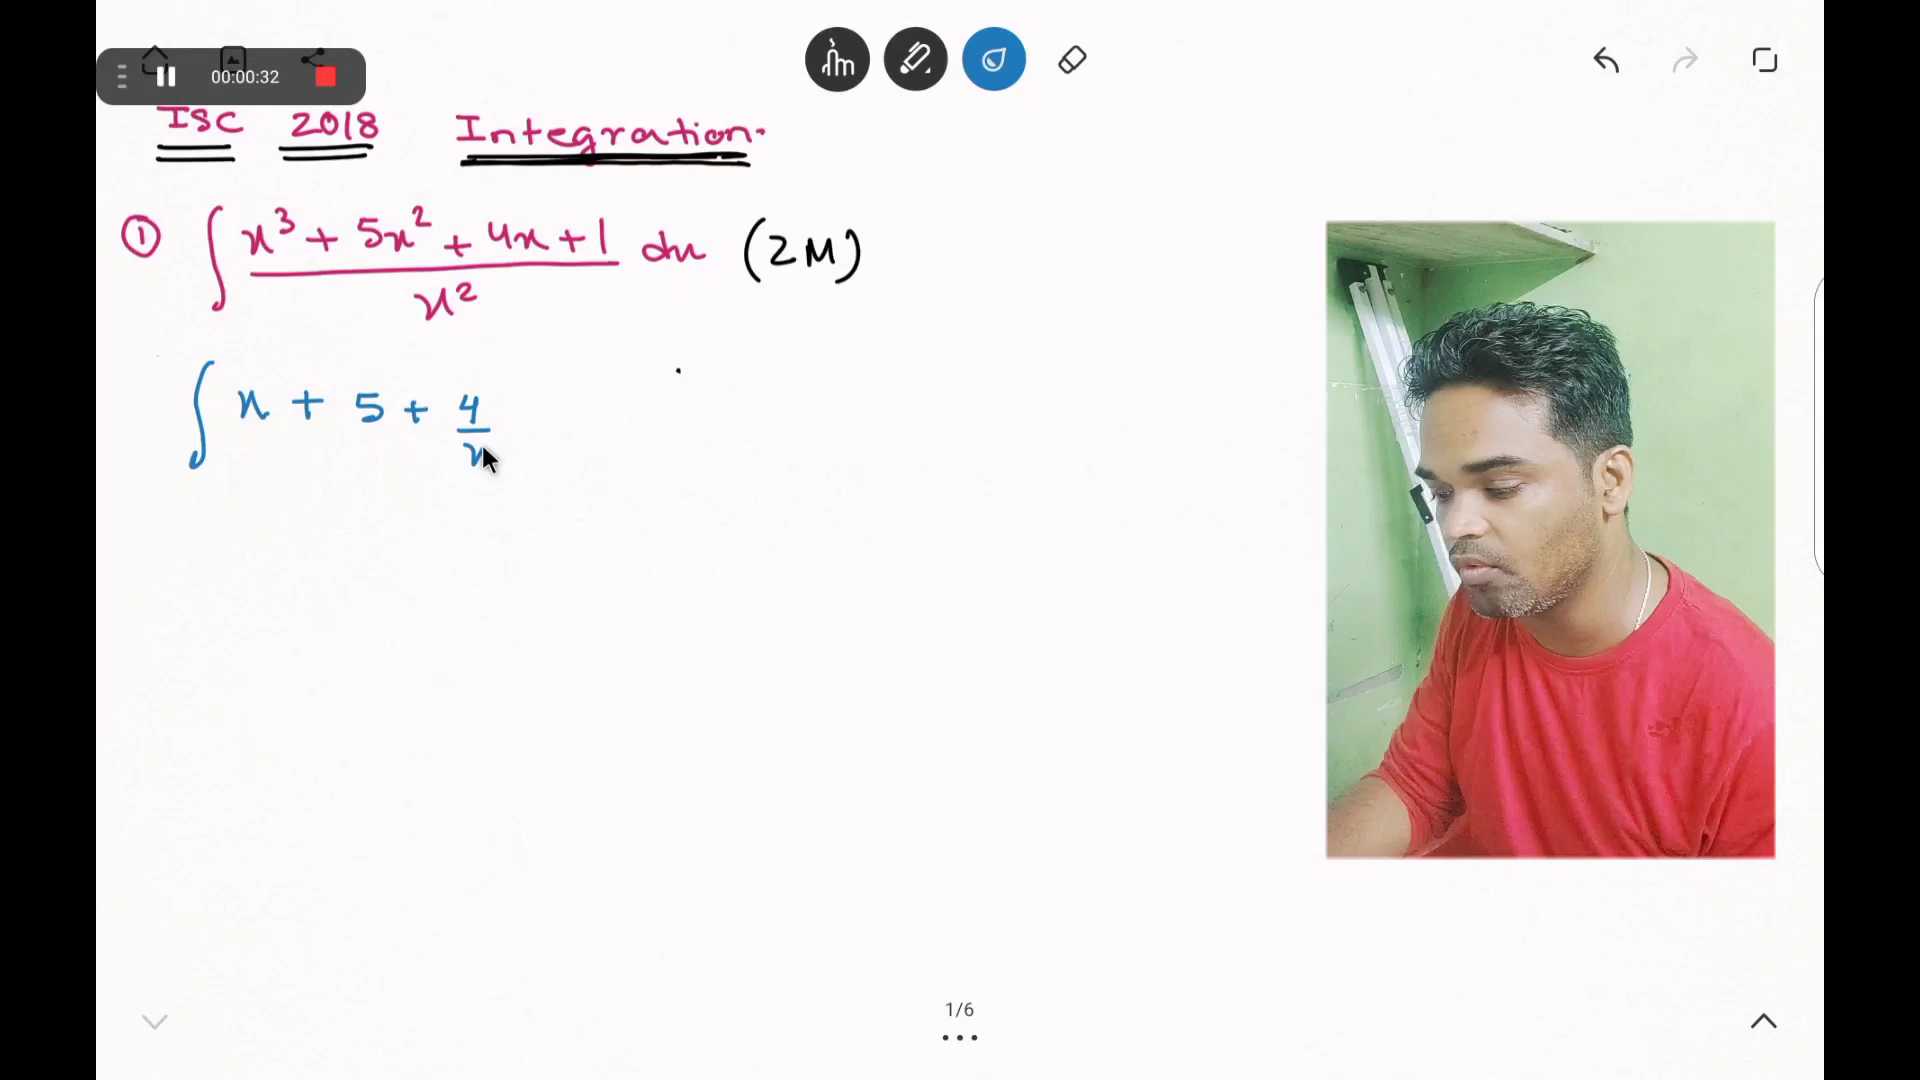 00:00:32
ISC 2018 Integration.
① ∫ x³ + 5x² + 4x + 1 / x² dx (2M)
∫ x + 5 + 4/x
1/6